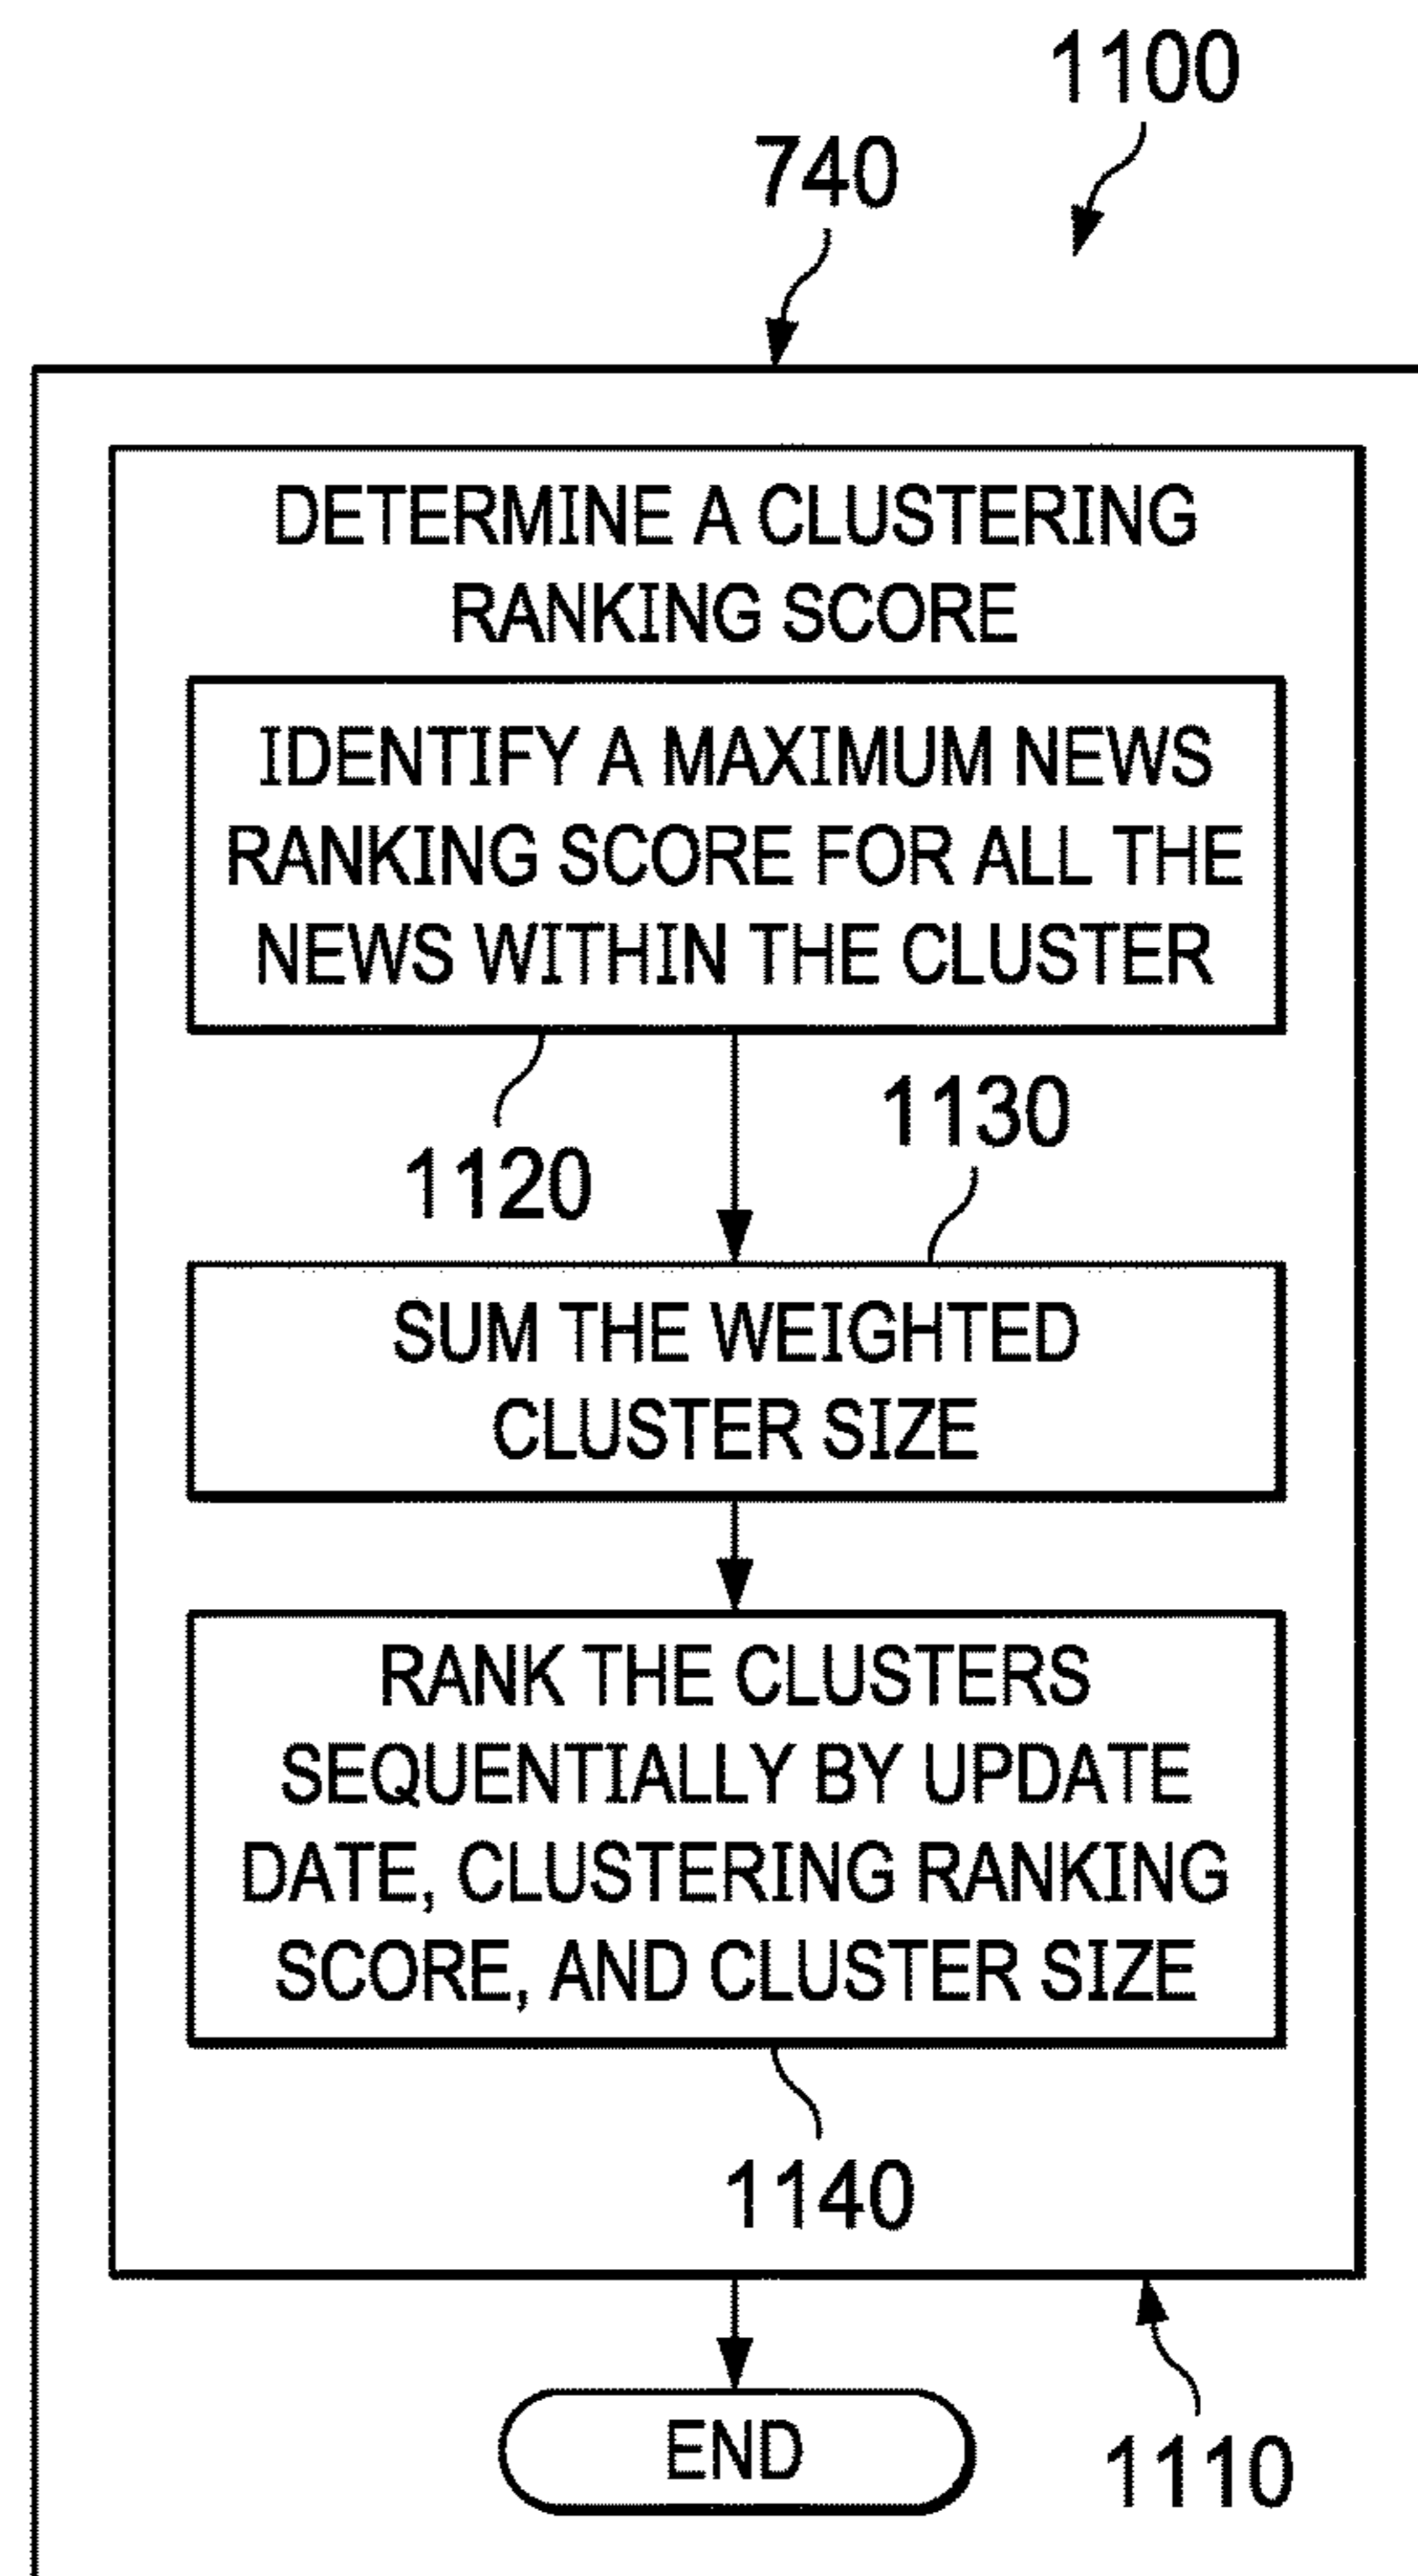 1100
740
DETERMINE A CLUSTERING
RANKING SCORE
IDENTIFY A MAXIMUM NEWS
RANKING SCORE FOR ALL THE
NEWS WITHIN THE CLUSTER
1120
1130
SUM THE WEIGHTED
CLUSTER SIZE
RANK THE CLUSTERS
SEQUENTIALLY BY UPDATE
DATE, CLUSTERING RANKING
SCORE, AND CLUSTER SIZE
1140
END
1110